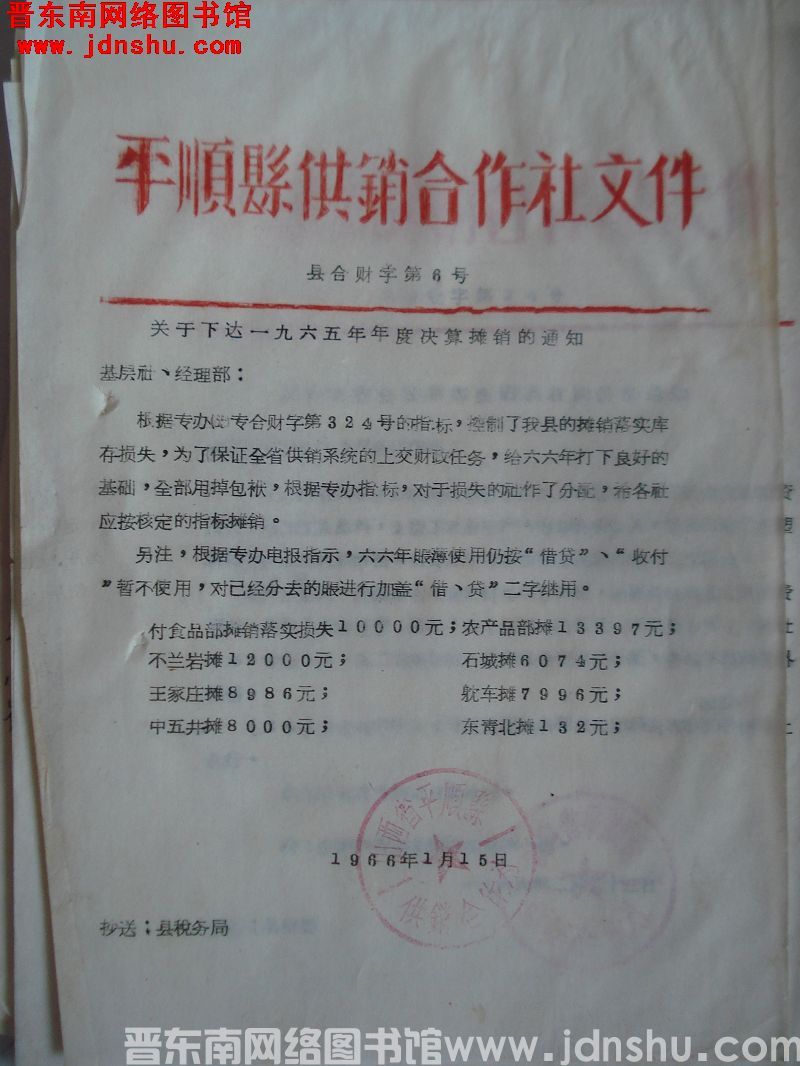 晋东南网络图书馆
www.jdnshu.com
平順縣供銷合作社文件
县合财字第6号
关于下达一九六五年年度决算摊销的通知
基层社、经理部：
根据专办 专合财字第324号的指标，控制了我县的摊销落实库
存损失，为了保证全省供销系统的上交财政任务，给六六年打下良好的
基础，全部甩掉包袱，根据专办指标，对于损失的社作了分配，希各社
应按核定的指标摊销。
另注，根据专办电报指示，六六年賬薄使用仍按“借贷”、“收付
”暂不使用，对已经分去的賬进行加盖“借、贷”二字继用。
付食品部摊销落实损失10000元；农产品部摊13397元；
不兰岩摊12000元；石城摊6074元；
王家庄摊8986元；躭车摊7996元；
中五井摊8000元；东青北摊132元；
山西省平順縣
供銷合作社
1966年1月15日
抄送：县税务局
晋东南网络图书馆www.jdnshu.com